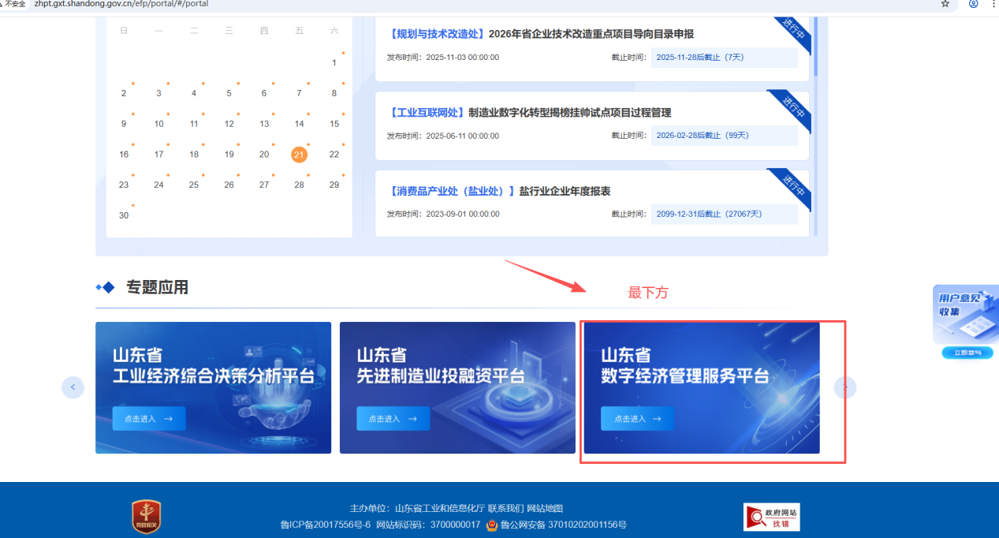 不安全 zhpt.gxt.shandong.gov.cn/efp/portal/#/portal
日 一 二 三 四 五 六
1
2 3 4 5 6 7 8
9 10 11 12 13 14 15
16 17 18 19 20 21 22
23 24 25 26 27 28 29
30
【规划与技术改造处】2026年省企业技术改造重点项目导向目录申报
进行中
发布时间：2025-11-03 00:00:00 截止时间： 2025-11-28后截止（7天）
【工业互联网处】制造业数字化转型揭榜挂帅试点项目过程管理
进行中
发布时间：2025-06-11 00:00:00 截止时间： 2026-02-28后截止（99天）
【消费品产业处（盐业处）】盐行业企业年度报表
进行中
发布时间：2023-09-01 00:00:00 截止时间： 2099-12-31后截止（27067天）
专题应用
最下方
用户意见
收集
立即填写
山东省
工业经济综合决策分析平台
点击进入 →
山东省
先进制造业投融资平台
点击进入 →
山东省
数字经济管理服务平台
点击进入 →
党政机关
主办单位：山东省工业和信息化厅 联系我们 网站地图
鲁ICP备20017556号-6 网站标识码：3700000017 鲁公网安备 37010202001156号
政府网站
找错